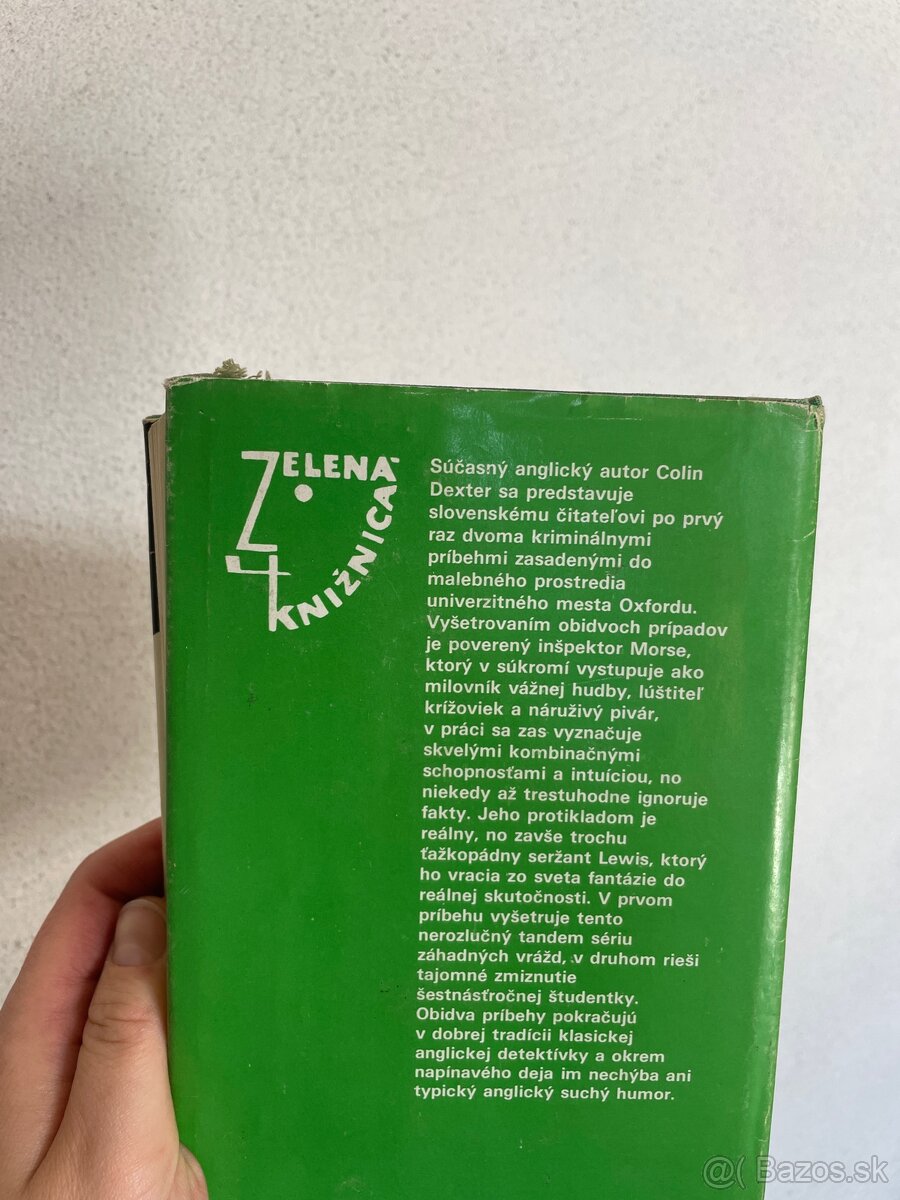 ZELENÁ
KNIŽNICA
Súčasný anglický autor Colin
Dexter sa predstavuje
slovenskému čitateľovi po prvý
raz dvoma kriminálnymi
príbehmi zasadenými do
malebného prostredia
univerzitného mesta Oxfordu.
Vyšetrovaním obidvoch prípadov
je poverený inšpektor Morse,
ktorý v súkromí vystupuje ako
milovník vážnej hudby, lúštiteľ
krížoviek a náruživý pivár,
v práci sa zas vyznačuje
skvelými kombinačnými
schopnosťami a intuíciou, no
niekedy až trestuhodne ignoruje
fakty. Jeho protikladom je
reálny, no zavše trochu
ťažkopádny seržant Lewis, ktorý
ho vracia zo sveta fantázie do
reálnej skutočnosti. V prvom
príbehu vyšetruje tento
nerozlučný tandem sériu
záhadných vrážd, v druhom rieši
tajomné zmiznutie
šestnásťročnej študentky.
Obidva príbehy pokračujú
v dobrej tradícii klasickej
anglickej detektívky a okrem
napínavého deja im nechýba ani
typický anglický suchý humor.
@( Bazos.sk